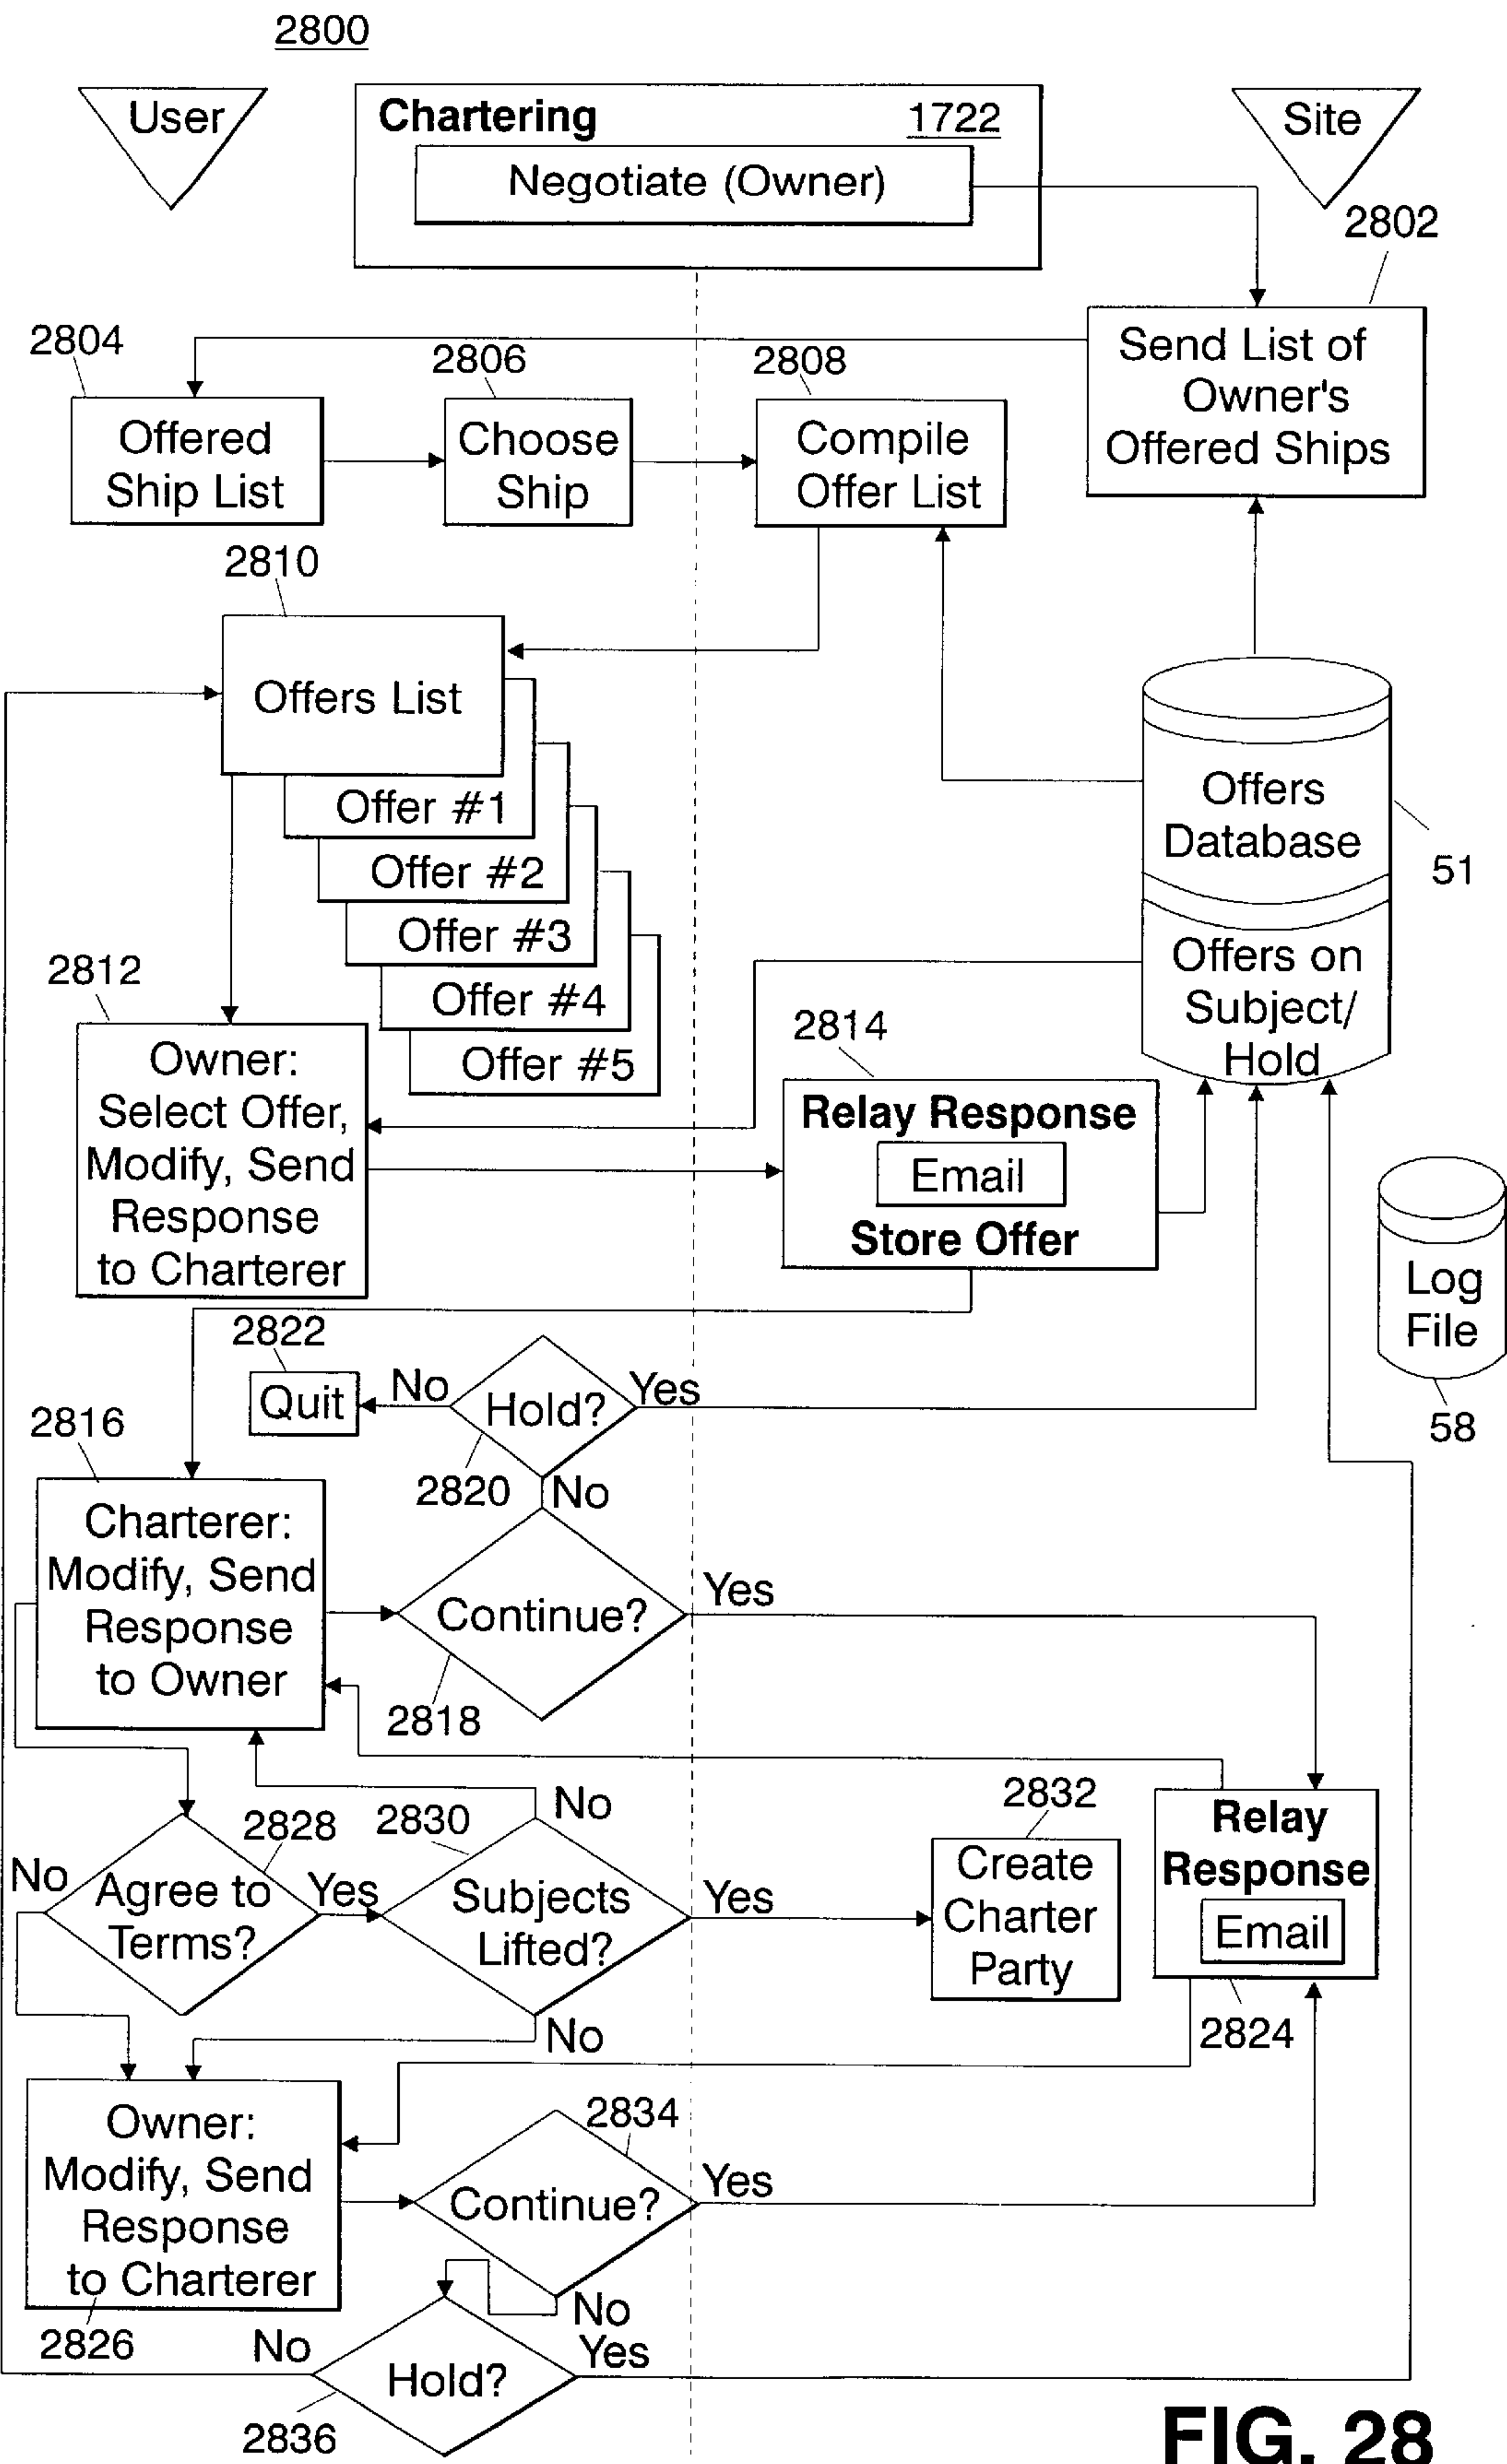 2800
User
Chartering
1722
Negotiate (Owner)
Site
2802
Send List of
Owner's
Offered Ships
2804
Offered
Ship List
2806
Choose
Ship
2808
Compile
Offer List
2810
Offers List
Offer #1
Offer #2
Offer #3
Offer #4
Offer #5
Offers
Database
51
Offers on
Subject/
Hold
2812
Owner:
Select Offer,
Modify, Send
Response
to Charterer
2814
Relay Response
Email
Store Offer
Log
File
58
2822
Quit
No
Hold?
Yes
2820
No
2816
Charterer:
Modify, Send
Response
to Owner
Continue?
Yes
2818
No
2828
Agree to
Terms?
Yes
2830
No
Subjects
Lifted?
Yes
No
2832
Create
Charter
Party
Relay
Response
Email
2824
Owner:
Modify, Send
Response
to Charterer
2826
2834
Continue?
Yes
No
No
Hold?
Yes
2836
FIG. 28